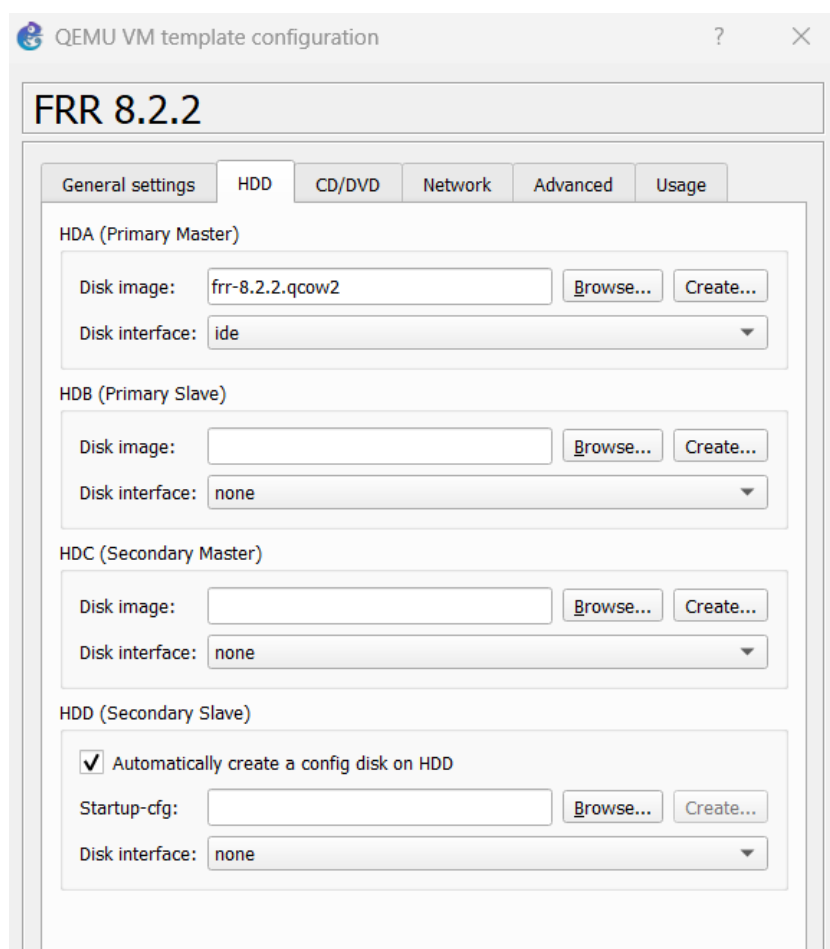 QEMU VM template configuration ? ×
FRR 8.2.2
General settings HDD CD/DVD Network Advanced Usage
HDA (Primary Master)
Disk image: frr-8.2.2.qcow2 Browse... Create...
Disk interface: ide
HDB (Primary Slave)
Disk image: Browse... Create...
Disk interface: none
HDC (Secondary Master)
Disk image: Browse... Create...
Disk interface: none
HDD (Secondary Slave)
Automatically create a config disk on HDD
Startup-cfg: Browse... Create...
Disk interface: none